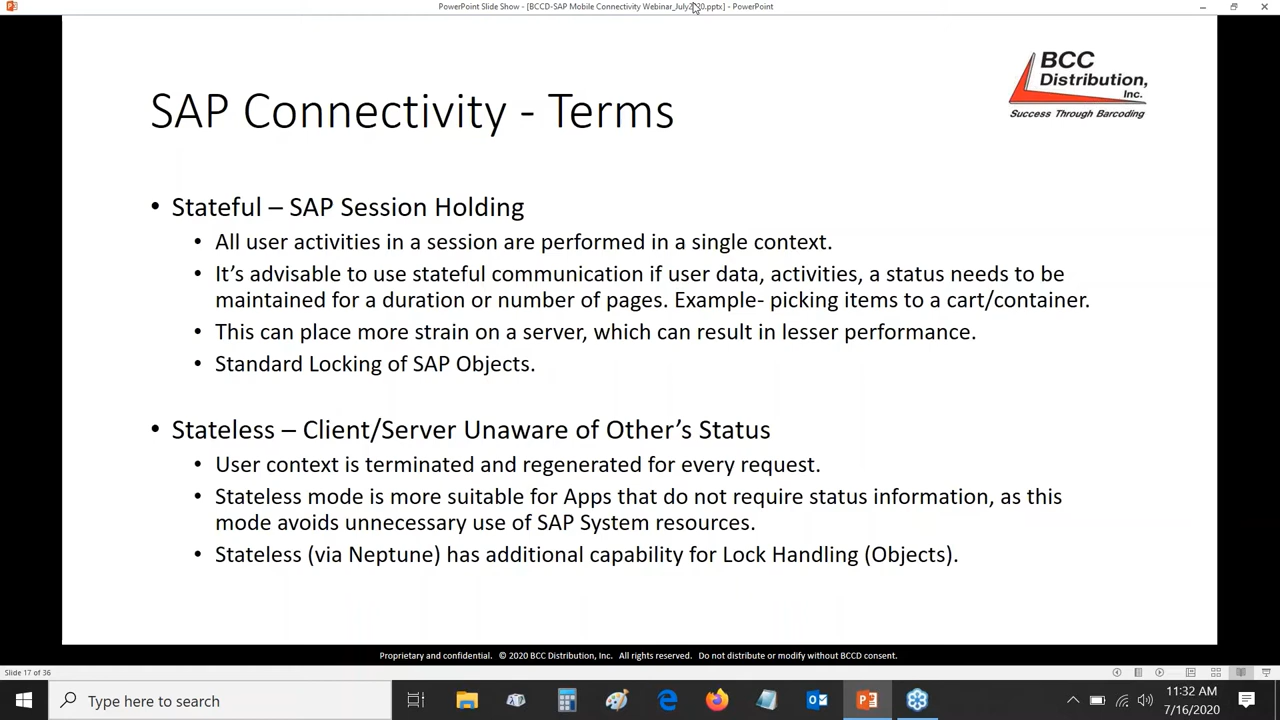 PowerPoint Slide Show - [BCCD-SAP Mobile Connectivity Webinar_July2020.pptx] - PowerPoint
BCC
Distribution,
Inc.
Success Through Barcoding
SAP Connectivity - Terms
• Stateful – SAP Session Holding
• All user activities in a session are performed in a single context.
• It’s advisable to use stateful communication if user data, activities, a status needs to be
maintained for a duration or number of pages. Example- picking items to a cart/container.
• This can place more strain on a server, which can result in lesser performance.
• Standard Locking of SAP Objects.
• Stateless – Client/Server Unaware of Other’s Status
• User context is terminated and regenerated for every request.
• Stateless mode is more suitable for Apps that do not require status information, as this
mode avoids unnecessary use of SAP System resources.
• Stateless (via Neptune) has additional capability for Lock Handling (Objects).
Proprietary and confidential. © 2020 BCC Distribution, Inc. All rights reserved. Do not distribute or modify without BCCD consent.
Slide 17 of 36
Type here to search
11:32 AM
7/16/2020